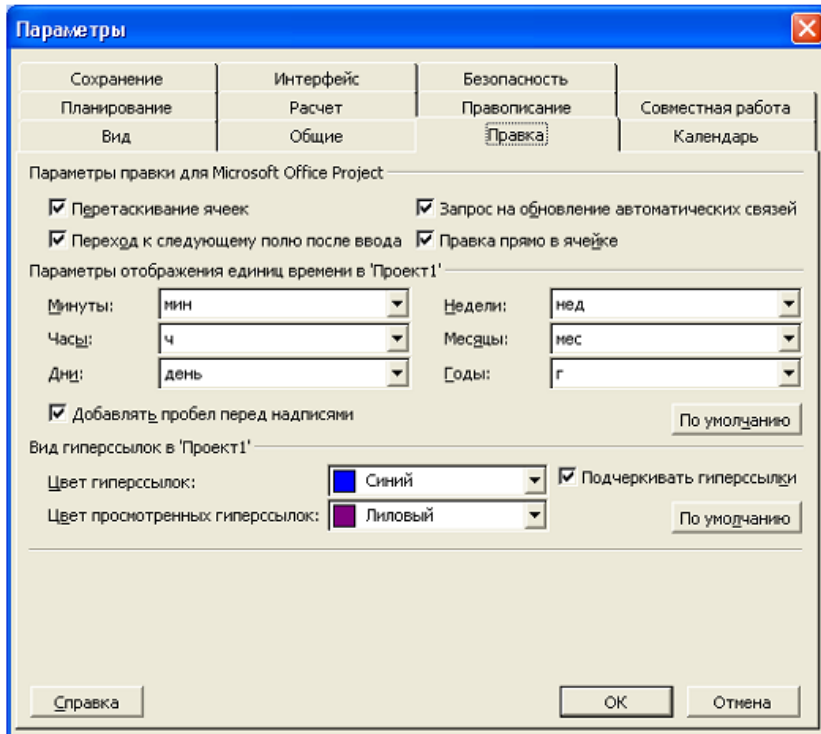 Параметры
Сохранение Интерфейс Безопасность
Планирование Расчет Правописание Совместная работа
Вид Общие Правка Календарь
Параметры правки для Microsoft Office Project
Перетаскивание ячеек Запрос на обновление автоматических связей
Переход к следующему полю после ввода Правка прямо в ячейке
Параметры отображения единиц времени в 'Проект1'
Минуты: мин Недели: нед
Часы: ч Месяцы: мес
Дни: день Годы: г
Добавлять пробел перед надписями По умолчанию
Вид гиперссылок в 'Проект1'
Цвет гиперссылок: Синий Подчеркивать гиперссылки
Цвет просмотренных гиперссылок: Лиловый По умолчанию
Справка ОК Отмена